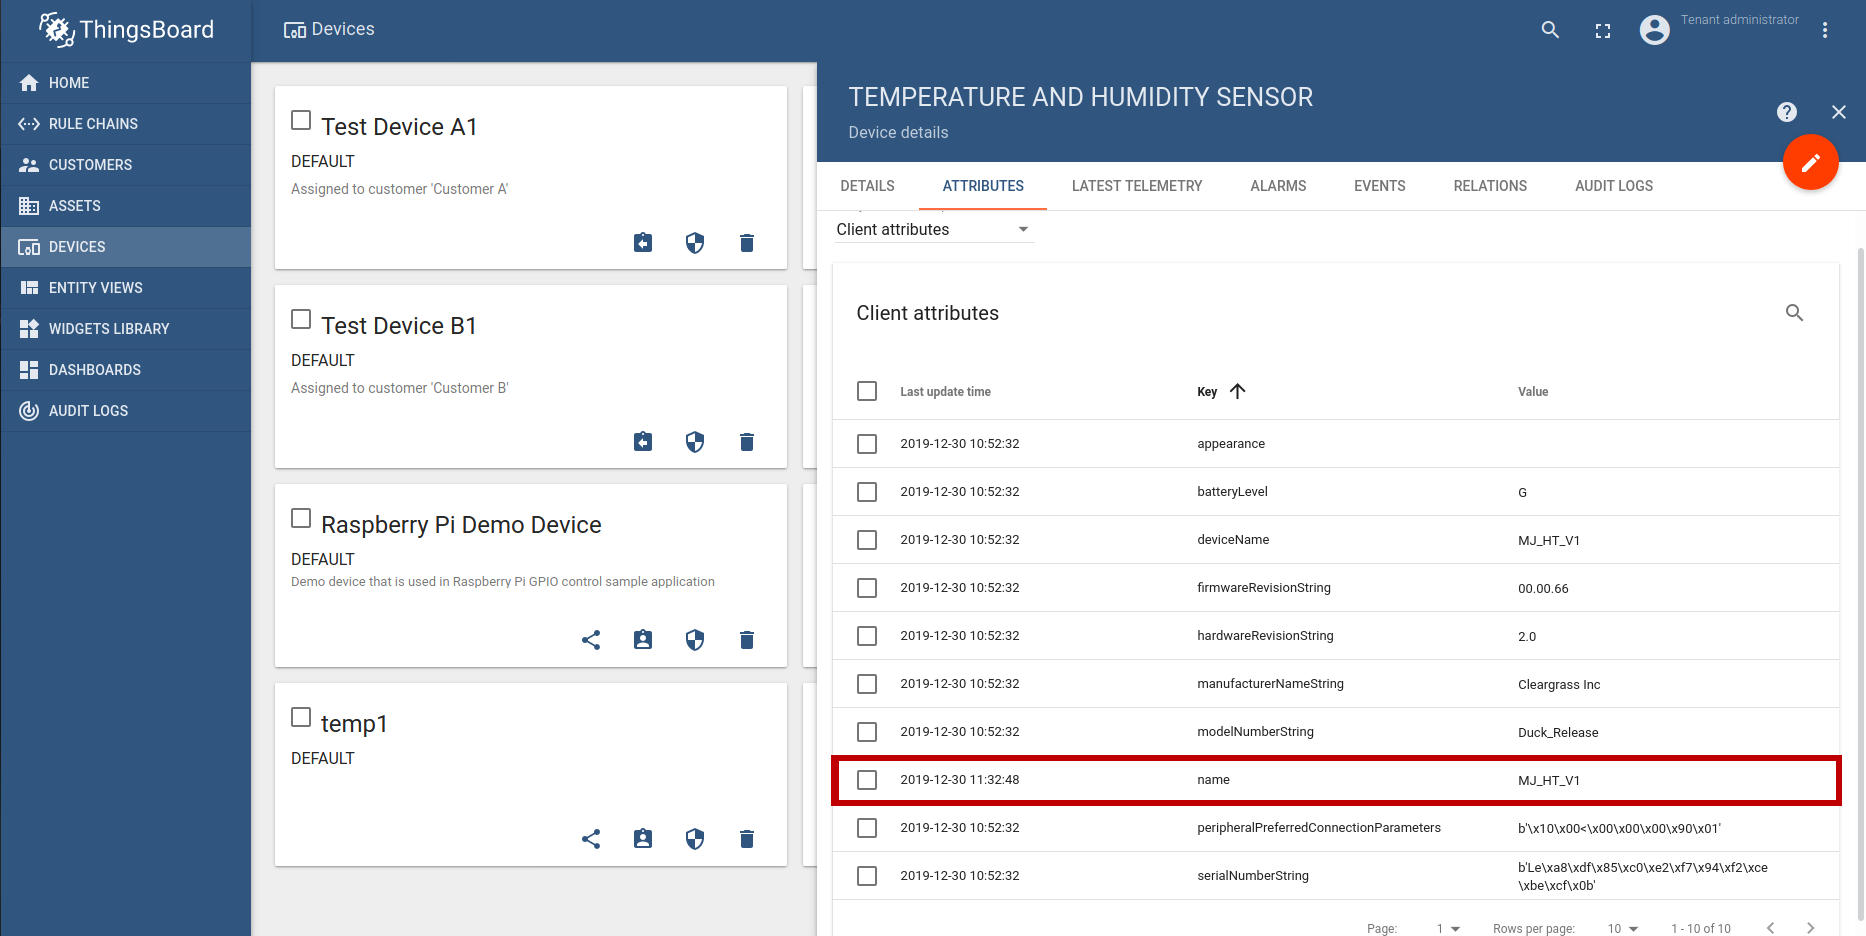 ThingsBoard
Devices
Tenant administrator
HOME
RULE CHAINS
CUSTOMERS
ASSETS
DEVICES
ENTITY VIEWS
WIDGETS LIBRARY
DASHBOARDS
AUDIT LOGS
Test Device A1
DEFAULT
Assigned to customer 'Customer A'
Test Device B1
DEFAULT
Assigned to customer 'Customer B'
Raspberry Pi Demo Device
DEFAULT
Demo device that is used in Raspberry Pi GPIO control sample application
temp1
DEFAULT
TEMPERATURE AND HUMIDITY SENSOR
Device details
DETAILS ATTRIBUTES LATEST TELEMETRY ALARMS EVENTS RELATIONS AUDIT LOGS
Client attributes
Client attributes
Last update time Key Value
2019-12-30 10:52:32 appearance
2019-12-30 10:52:32 batteryLevel G
2019-12-30 10:52:32 deviceName MJ_HT_V1
2019-12-30 10:52:32 firmwareRevisionString 00.00.66
2019-12-30 10:52:32 hardwareRevisionString 2.0
2019-12-30 10:52:32 manufacturerNameString Cleargrass Inc
2019-12-30 10:52:32 modelNumberString Duck_Release
2019-12-30 11:32:48 name MJ_HT_V1
2019-12-30 10:52:32 peripheralPreferredConnectionParameters b'\x10\x00<\x00\x00\x00\x90\x01'
2019-12-30 10:52:32 serialNumberString b'Le\xa8\xdf\x85\xc0\xe2\xf7\x94\xf2\xce
\xbe\xcf\x0b'
Page: 1 Rows per page: 10 1 - 10 of 10